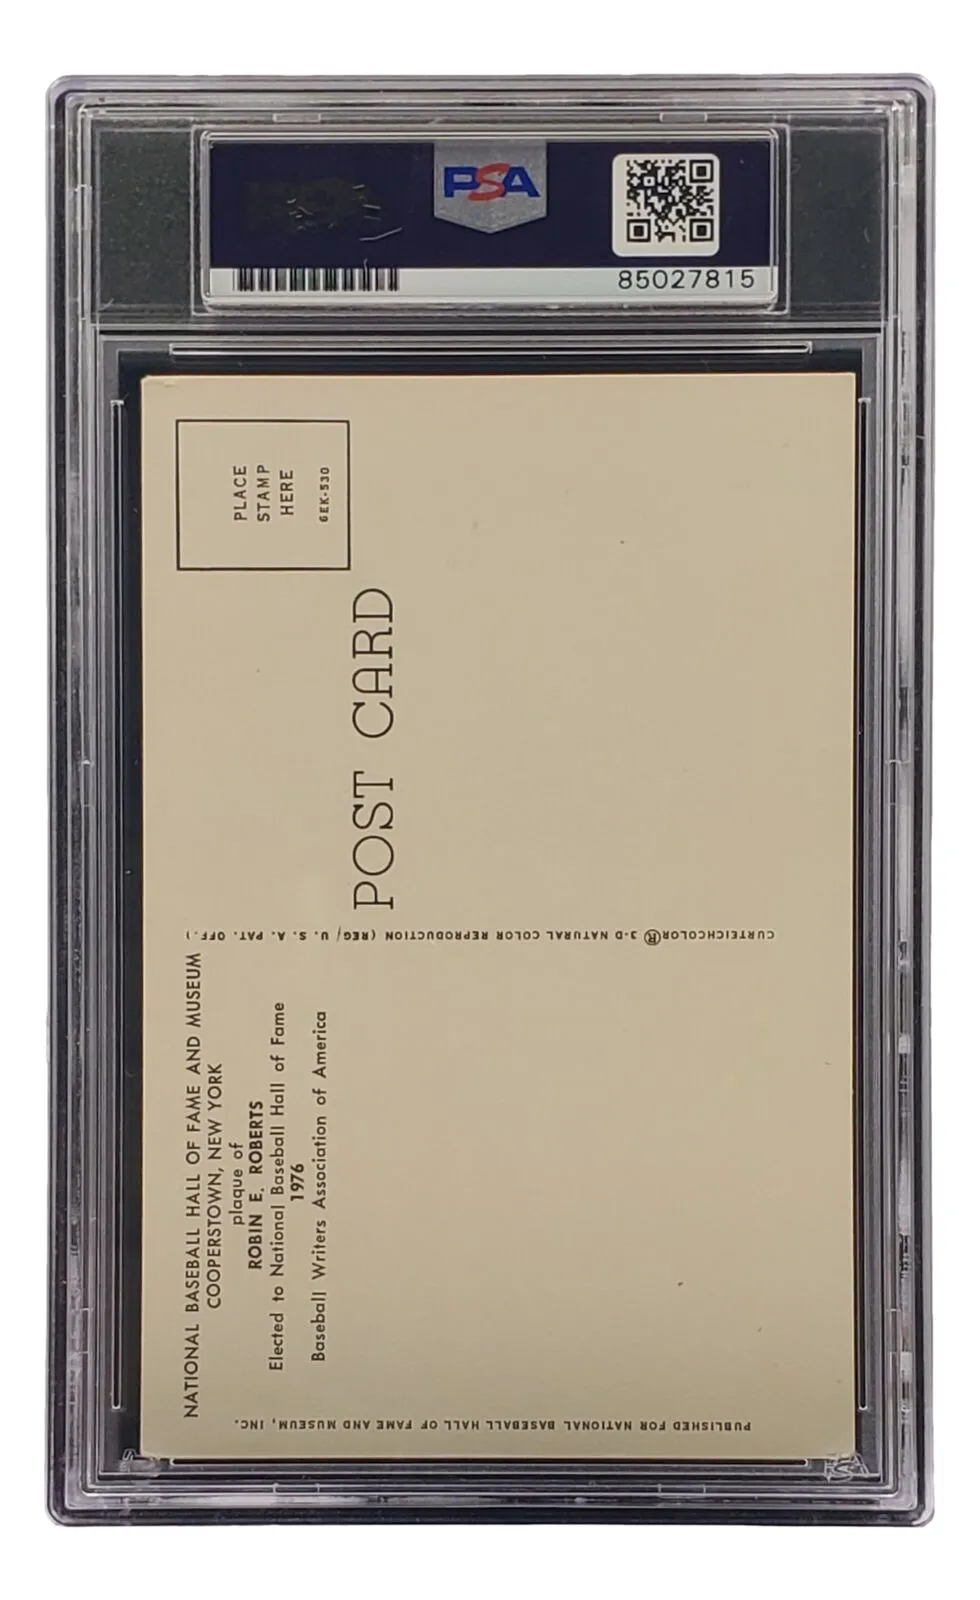 PSA
85027815
PLACE
STAMP
HERE
6EK-530
POST CARD
CURTEICHCOLOR® 3-D NATURAL COLOR REPRODUCTION (REG. U. S. A. PAT. OFF.)
NATIONAL BASEBALL HALL OF FAME AND MUSEUM
COOPERSTOWN, NEW YORK
plaque of
ROBIN E. ROBERTS
Elected to National Baseball Hall of Fame
1976
Baseball Writers Association of America
PUBLISHED FOR NATIONAL BASEBALL HALL OF FAME AND MUSEUM, INC.
PSA